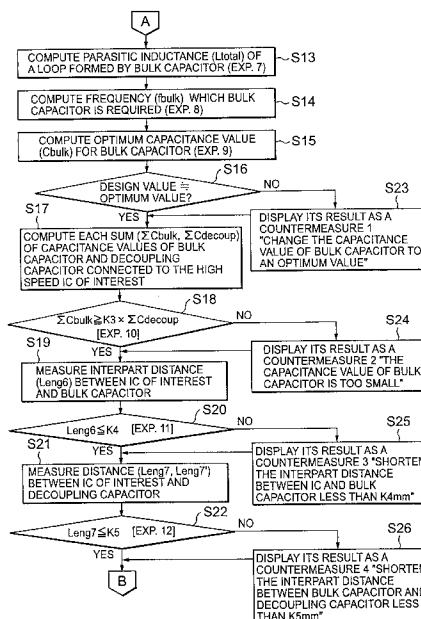 A
COMPUTE PARASITIC INDUCTANCE (Ltotal) OF
A LOOP FORMED BY BULK CAPACITOR (EXP. 7)
S13
COMPUTE FREQUENCY (fbulk) WHICH BULK
CAPACITOR IS REQUIRED (EXP. 8)
S14
COMPUTE OPTIMUM CAPACITANCE VALUE
(Cbulk) FOR BULK CAPACITOR (EXP. 9)
S15
S16
DESIGN VALUE ≒
OPTIMUM VALUE?
NO
YES
S23
DISPLAY ITS RESULT AS A
COUNTERMEASURE 1
"CHANGE THE CAPACITANCE
VALUE OF BULK CAPACITOR TO
AN OPTIMUM VALUE"
S17
COMPUTE EACH SUM (ΣCbulk, ΣCdecoup)
OF CAPACITANCE VALUES OF BULK
CAPACITOR AND DECOUPLING
CAPACITOR CONNECTED TO THE HIGH
SPEED IC OF INTEREST
S18
ΣCbulk≧K3 × ΣCdecoup
[EXP. 10]
NO
YES
S24
DISPLAY ITS RESULT AS A
COUNTERMEASURE 2 "THE
CAPACITANCE VALUE OF BULK
CAPACITOR IS TOO SMALL"
S19
MEASURE INTERPART DISTANCE
(Leng6) BETWEEN IC OF INTEREST
AND BULK CAPACITOR
S20
Leng6≦K4 [EXP. 11]
NO
YES
S25
DISPLAY ITS RESULT AS A
COUNTERMEASURE 3 "SHORTEN
THE INTERPART DISTANCE
BETWEEN IC AND BULK
CAPACITOR LESS THAN K4mm"
S21
MEASURE DISTANCE (Leng7, Leng7')
BETWEEN IC OF INTEREST AND
DECOUPLING CAPACITOR
S22
Leng7≦K5 [EXP. 12]
NO
YES
S26
DISPLAY ITS RESULT AS A
COUNTERMEASURE 4 "SHORTEN
THE INTERPART DISTANCE
BETWEEN BULK CAPACITOR AND
DECOUPLING CAPACITOR LESS
THAN K5mm"
B